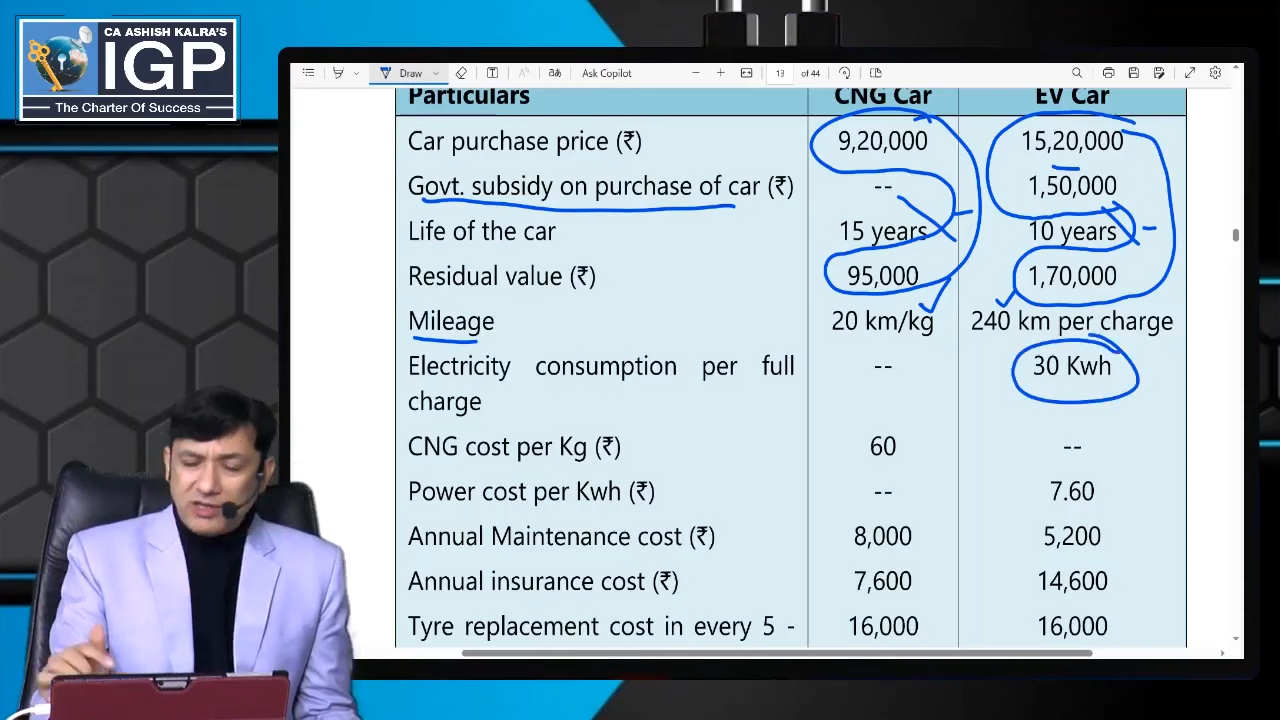 CA ASHISH KALRA'S
IGP
The Charter Of Success
Draw
Ask Copilot
13 of 44
Particulars CNG Car EV Car
Car purchase price (₹) 9,20,000 15,20,000
Govt. subsidy on purchase of car (₹) -- 1,50,000
Life of the car 15 years 10 years
Residual value (₹) 95,000 1,70,000
Mileage 20 km/kg 240 km per charge
Electricity consumption per full -- 30 Kwh
charge
CNG cost per Kg (₹) 60 --
Power cost per Kwh (₹) -- 7.60
Annual Maintenance cost (₹) 8,000 5,200
Annual insurance cost (₹) 7,600 14,600
Tyre replacement cost in every 5 - 16,000 16,000